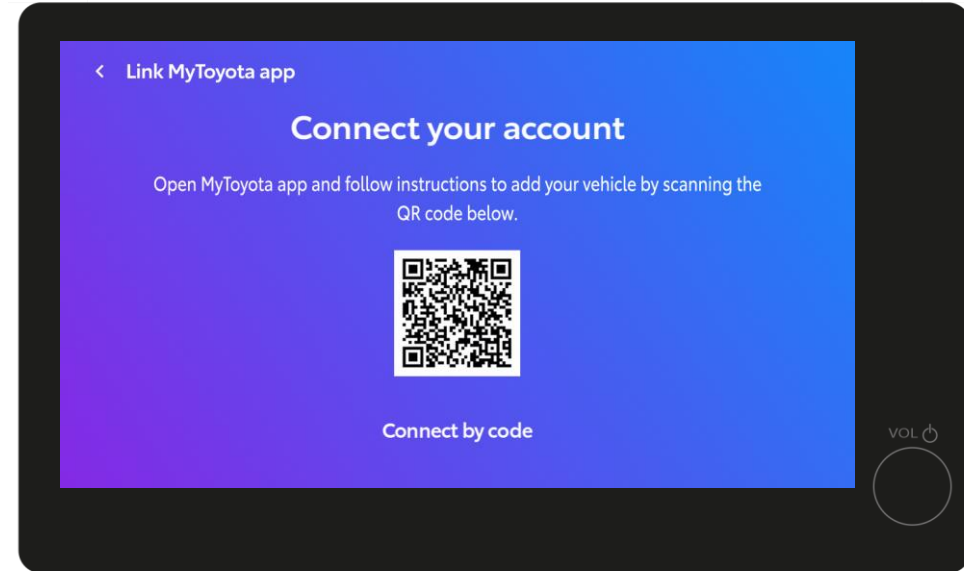 Link MyToyota app
Connect your account
Open MyToyota app and follow instructions to add your vehicle by scanning the
QR code below.
Connect by code
VOL